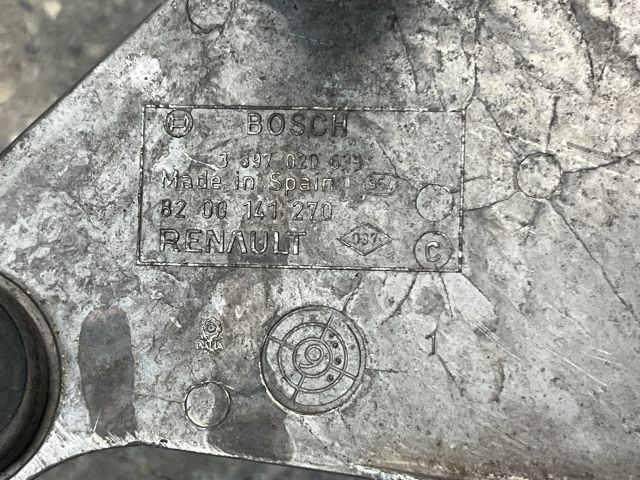 BOSCH
3 397 020 635
Made in Spain
82 00 141 270
RENAULT
C